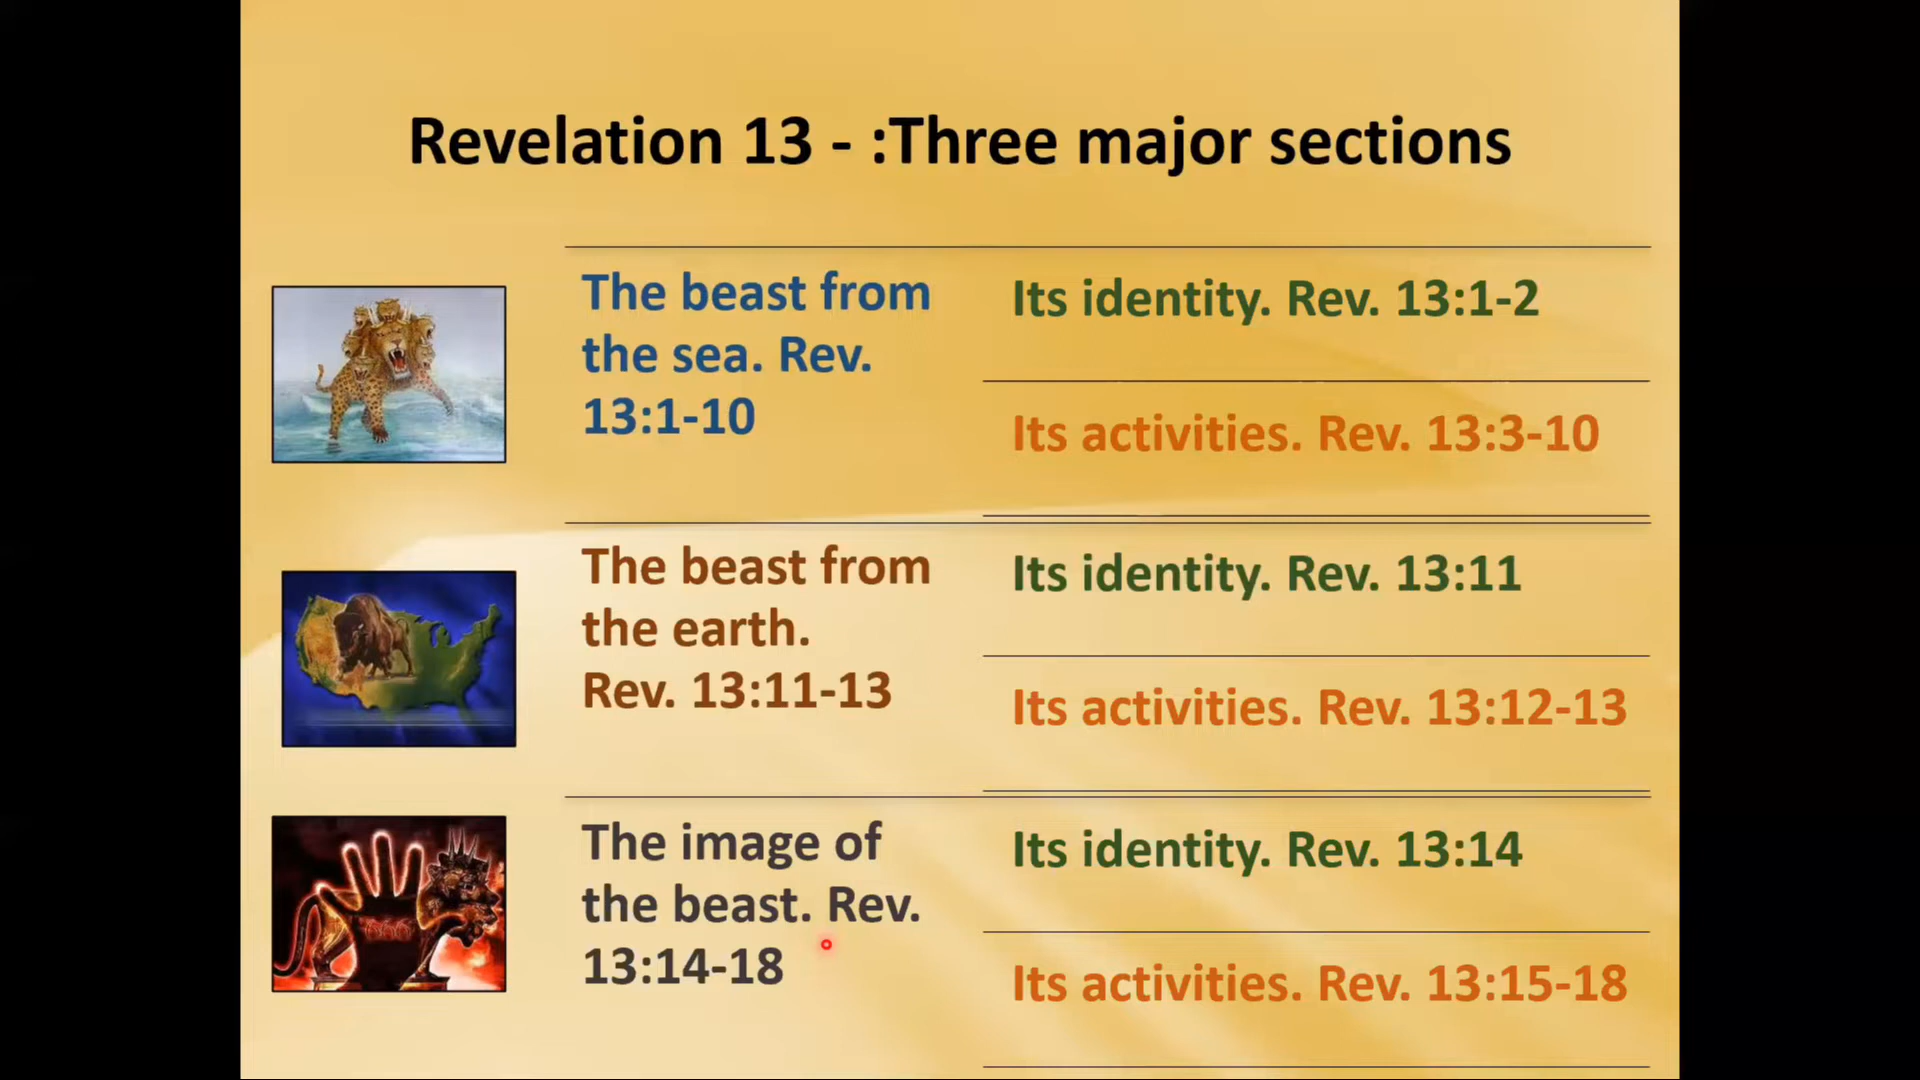 Revelation 13 - :Three major sections
The beast from
the sea. Rev.
13:1-10
Its identity. Rev. 13:1-2
Its activities. Rev. 13:3-10
The beast from
the earth.
Rev. 13:11-13
Its identity. Rev. 13:11
Its activities. Rev. 13:12-13
The image of
the beast. Rev.
13:14-18
Its identity. Rev. 13:14
Its activities. Rev. 13:15-18